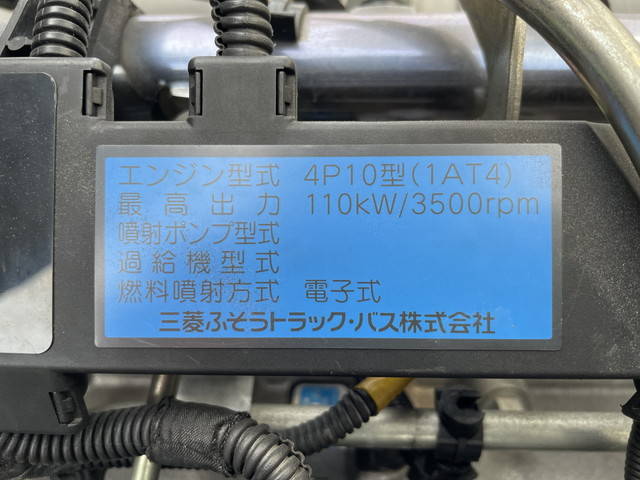 エンジン型式 4P10型(1AT4)
最高出力 110kW/3500rpm
噴射ポンプ型式
過給機型式
燃料噴射方式 電子式
三菱ふそうトラック・バス株式会社